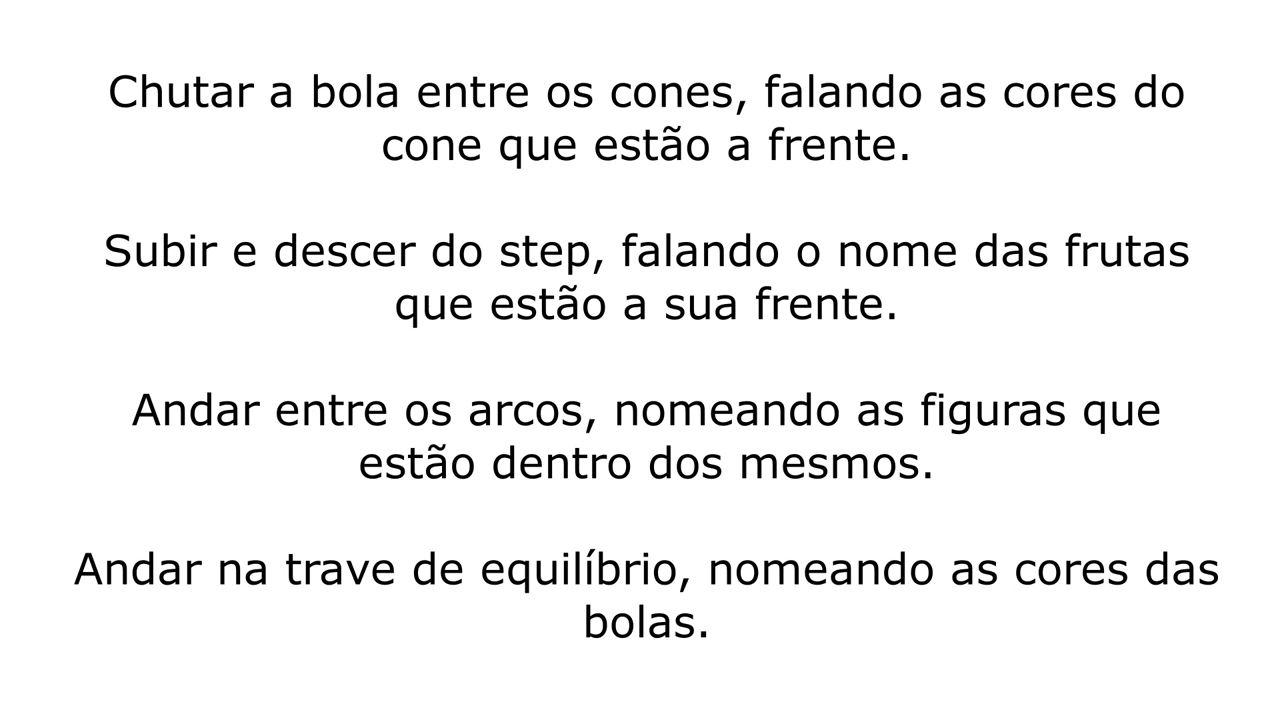 Chutar a bola entre os cones, falando as cores do
cone que estão a frente.
Subir e descer do step, falando o nome das frutas
que estão a sua frente.
Andar entre os arcos, nomeando as figuras que
estão dentro dos mesmos.
Andar na trave de equilíbrio, nomeando as cores das
bolas.